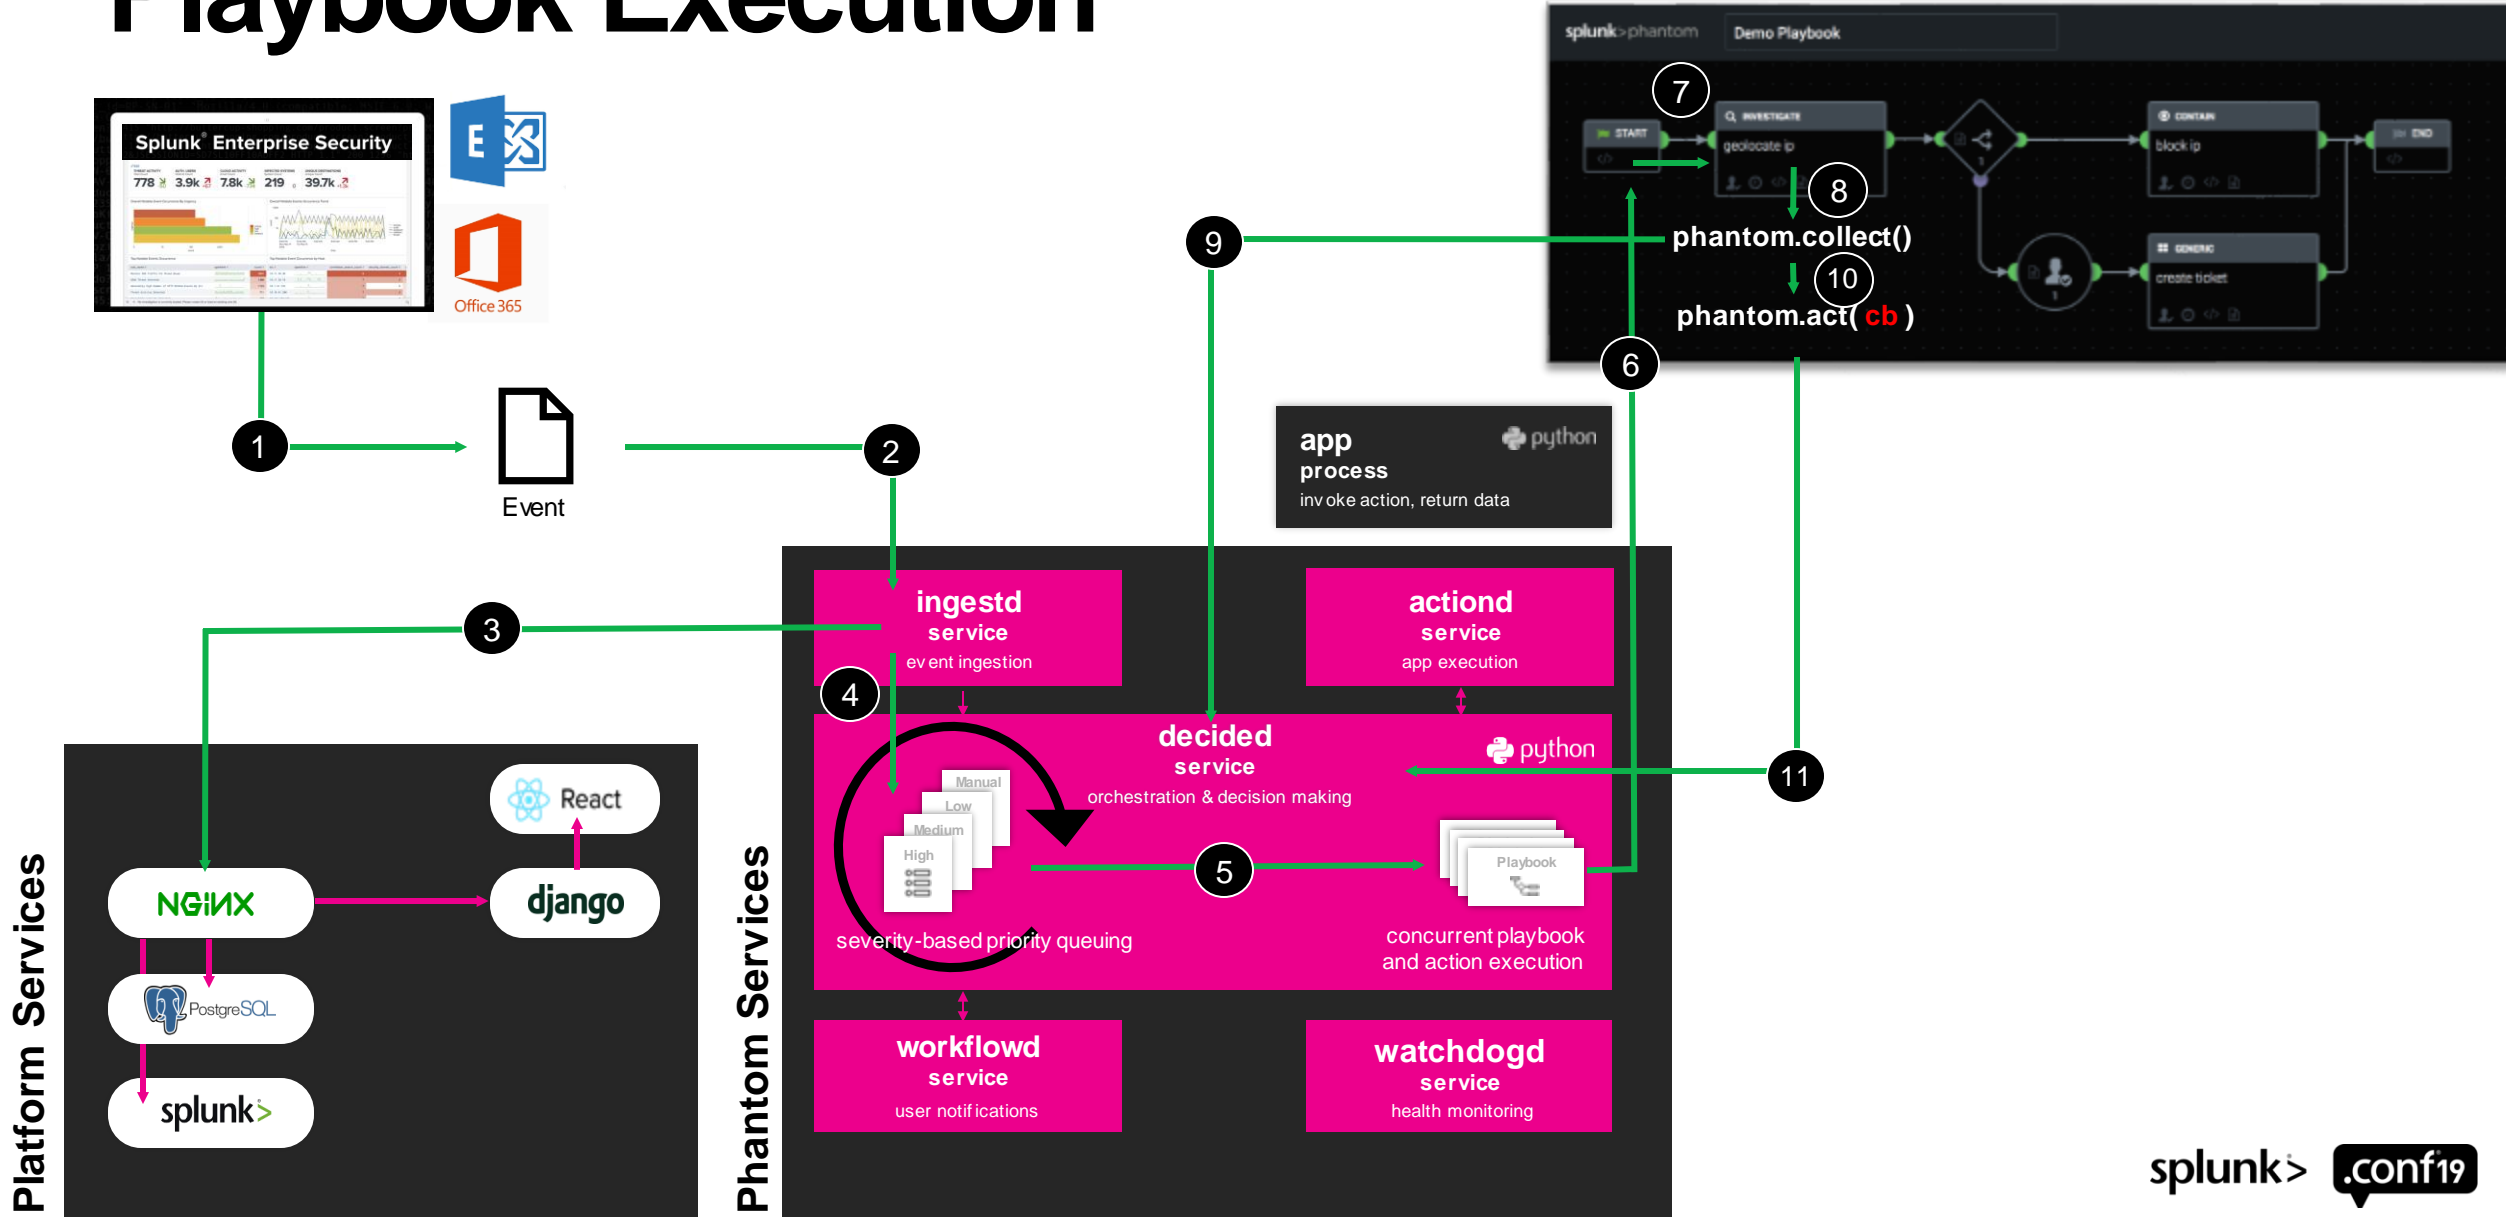 Playbook Execution
splunk>phantom
Demo Playbook
7
INVESTIGATE
START
geolocate ip
1
CONTAIN
block ip
END
8
phantom.collect()
10
phantom.act( cb )
GENERIC
create ticket
1
Splunk® Enterprise Security
778
3.9k
7.8k
219
39.7k
E
Office 365
9
6
1
Event
2
app
process
invoke action, return data
python
3
ingestd
service
event ingestion
4
actiond
service
app execution
decided
service
orchestration & decision making
python
11
Manual
Low
Medium
High
5
Playbook
severity-based priority queuing
concurrent playbook
and action execution
workflowd
service
user notifications
watchdogd
service
health monitoring
Phantom Services
Platform Services
React
NGINX
django
PostgreSQL
splunk>
splunk>
.conf19